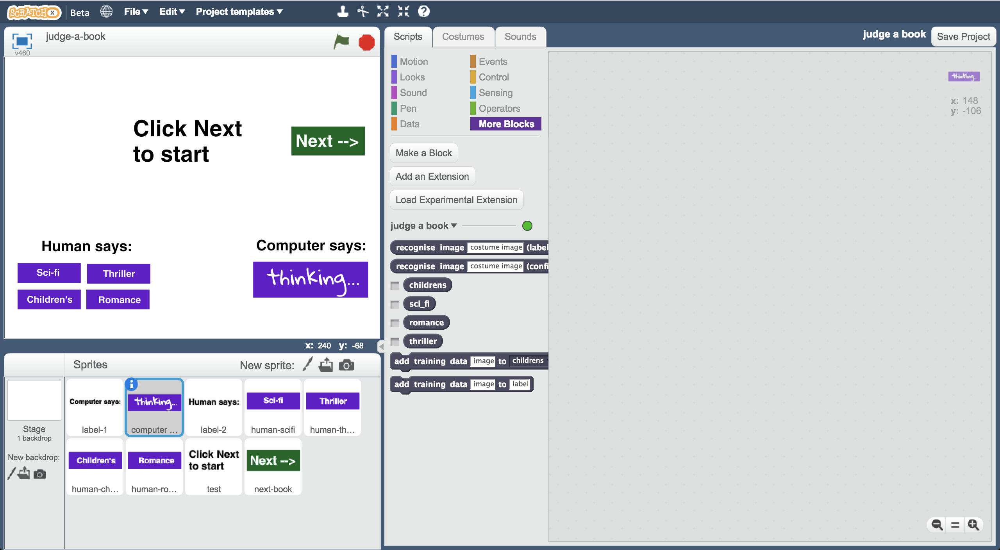 SCRATCHX Beta File Edit Project templates
judge-a-book
v460
Click Next
to start
Next -->
Human says:
Sci-fi Thriller
Children's Romance
Computer says:
thinking...
x: 240 y: -68
Sprites New sprite:
Stage
1 backdrop
New backdrop:
Computer says:
label-1
thinking...
computer ...
Human says:
label-2
Sci-fi
human-scifi
Thriller
human-th...
Children's
human-ch...
Romance
human-ro...
Click Next
to start
test
Next -->
next-book
Scripts Costumes Sounds
judge a book Save Project
Motion Events
Looks Control
Sound Sensing
Pen Operators
Data More Blocks
Make a Block
Add an Extension
Load Experimental Extension
judge a book
recognise image costume image (label
recognise image costume image (confi
childrens
sci_fi
romance
thriller
add training data image to childrens
add training data image to label
thinking...
x: 148
y: -106